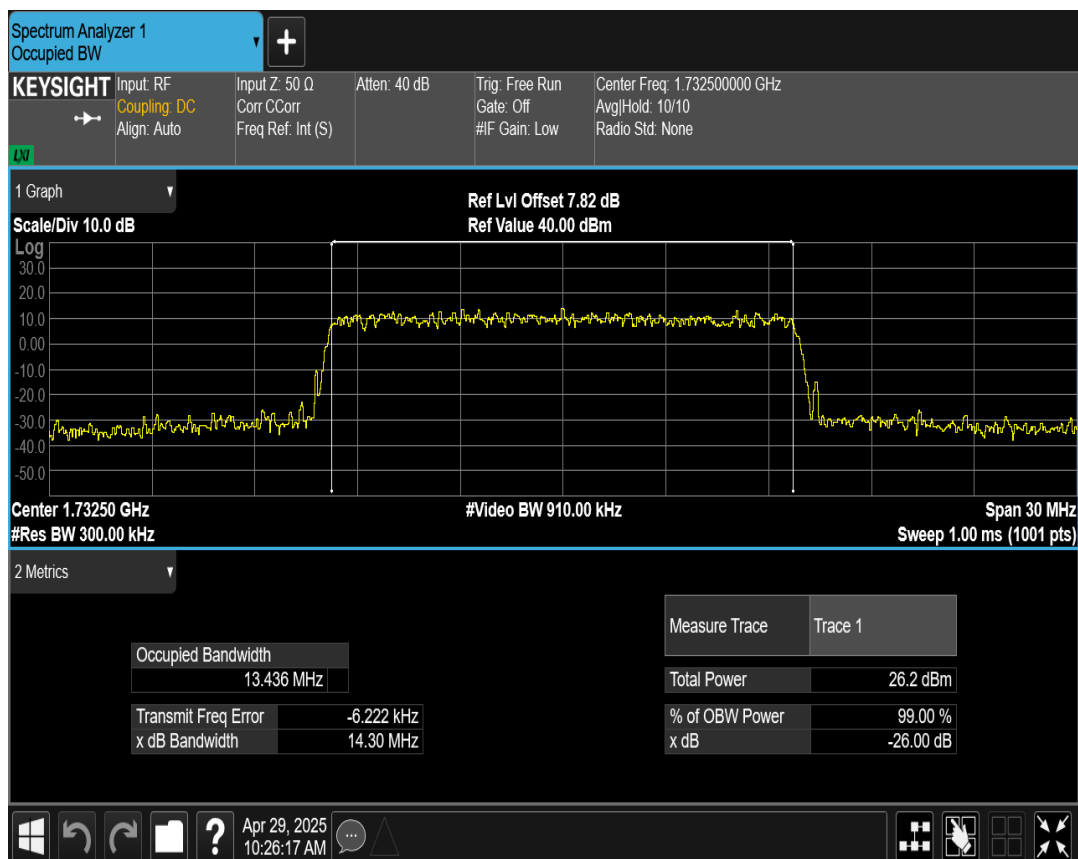 Spectrum Analyzer 1
Occupied BW
KEYSIGHT
LXI
Input: RF
Coupling: DC
Align: Auto
Input Z: 50 Ω
Corr CCorr
Freq Ref: Int (S)
Atten: 40 dB
Trig: Free Run
Gate: Off
#IF Gain: Low
Center Freq: 1.732500000 GHz
Avg|Hold: 10/10
Radio Std: None
1 Graph
Scale/Div 10.0 dB
Ref Lvl Offset 7.82 dB
Ref Value 40.00 dBm
Log
30.0
20.0
10.0
0.00
-10.0
-20.0
-30.0
-40.0
-50.0
Center 1.73250 GHz
#Video BW 910.00 kHz
Span 30 MHz
#Res BW 300.00 kHz
Sweep 1.00 ms (1001 pts)
2 Metrics
Occupied Bandwidth
13.436 MHz
Transmit Freq Error -6.222 kHz
x dB Bandwidth 14.30 MHz
Measure Trace Trace 1
Total Power 26.2 dBm
% of OBW Power 99.00 %
x dB -26.00 dB
Apr 29, 2025
10:26:17 AM